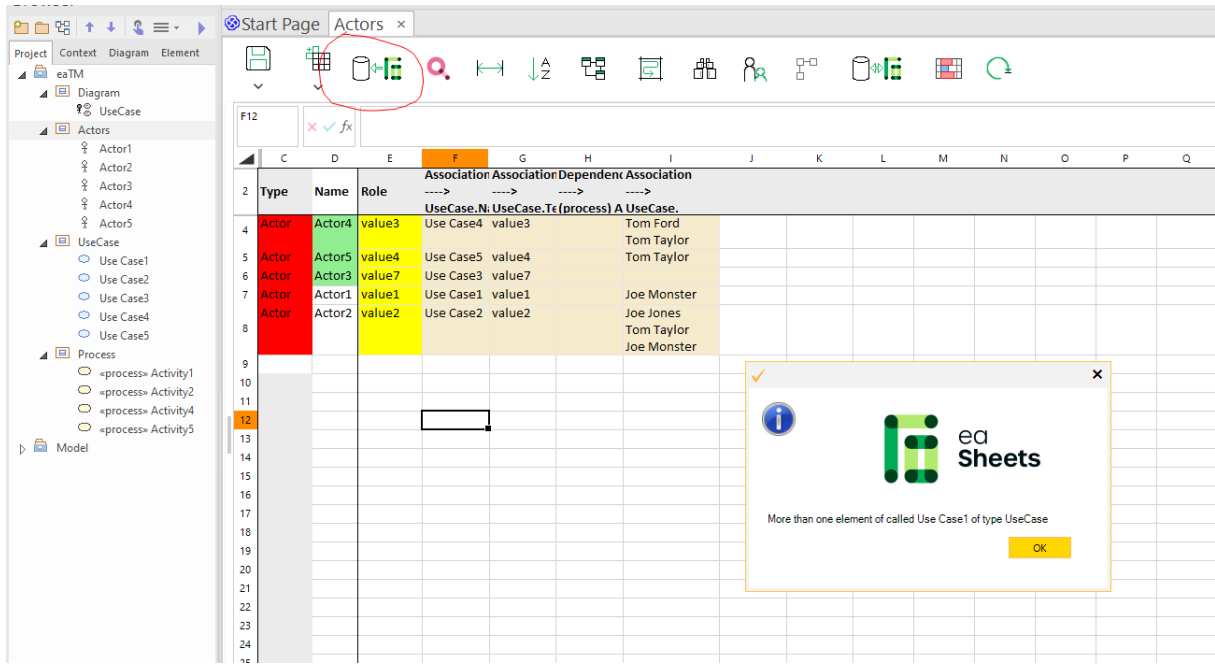 Start Page Actors ×
Project Context Diagram Element
eaTM
Diagram
UseCase
Actors
Actor1
Actor2
Actor3
Actor4
Actor5
UseCase
Use Case1
Use Case2
Use Case3
Use Case4
Use Case5
Process
«process» Activity1
«process» Activity2
«process» Activity4
«process» Activity5
Model
A
Z
F12
fx
C D E F G H I J K L M N O P Q
Association Association Dependenc Association
2 Type Name Role ----> ----> ----> ---->
UseCase.Na UseCase.Te (process) A UseCase.
4 Actor Actor4 value3 Use Case4 value3 Tom Ford
Tom Taylor
5 Actor Actor5 value4 Use Case5 value4 Tom Taylor
6 Actor Actor3 value7 Use Case3 value7
7 Actor Actor1 value1 Use Case1 value1 Joe Monster
8 Actor Actor2 value2 Use Case2 value2 Joe Jones
Tom Taylor
Joe Monster
9
10
11
12
13
14
15
16
17
18
19
20
21
22
23
24
ea
Sheets
More than one element of called Use Case1 of type UseCase
OK